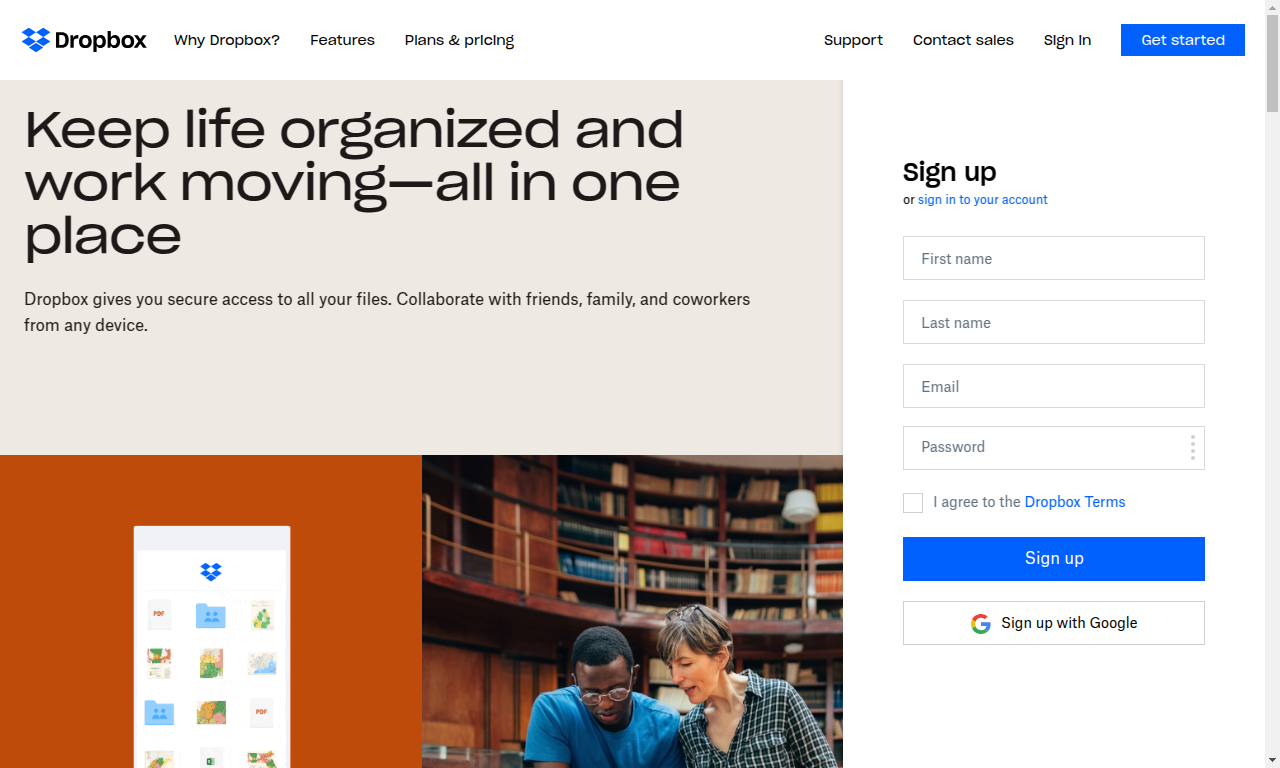 Dropbox
Why Dropbox?
Features
Plans & pricing
Support
Contact sales
Sign in
Get started
Keep life organized and
work moving—all in one
place
Dropbox gives you secure access to all your files. Collaborate with friends, family, and coworkers
from any device.
Sign up
or sign in to your account
First name
Last name
Email
Password
I agree to the Dropbox Terms
Sign up
Sign up with Google
PDF
PDF